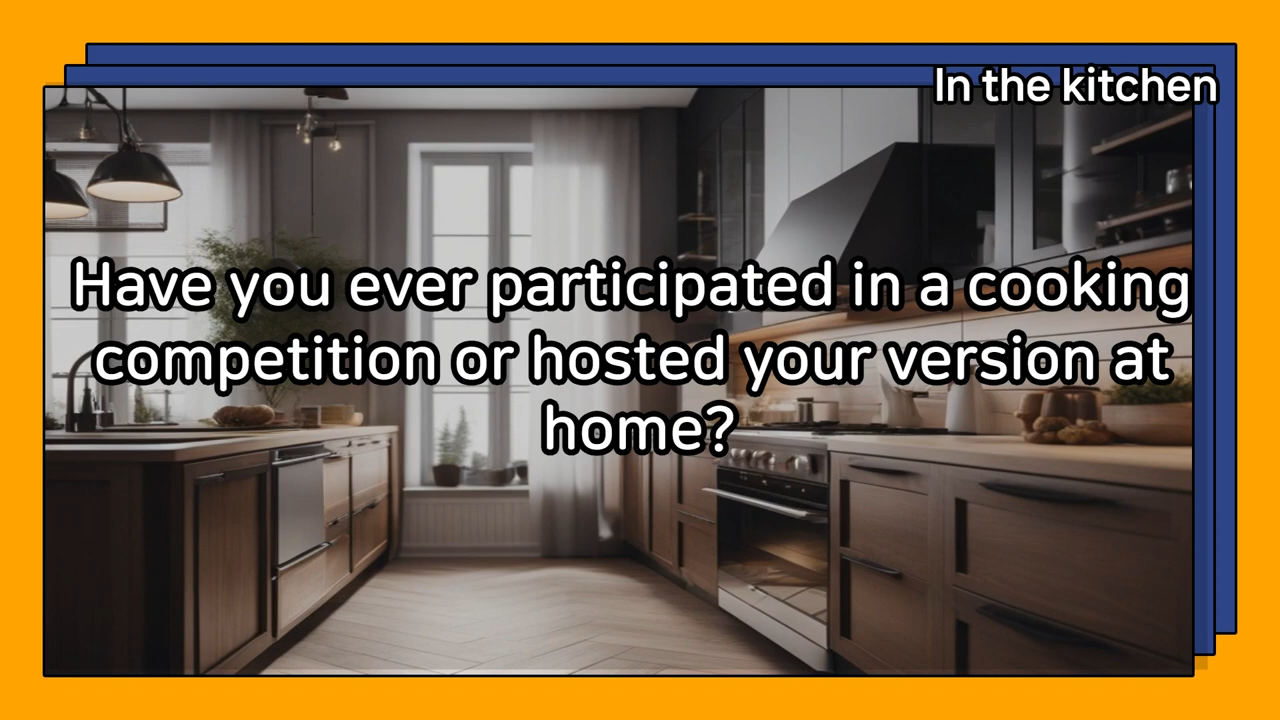 In the kitchen
Have you ever participated in a cooking
competition or hosted your version at
home?